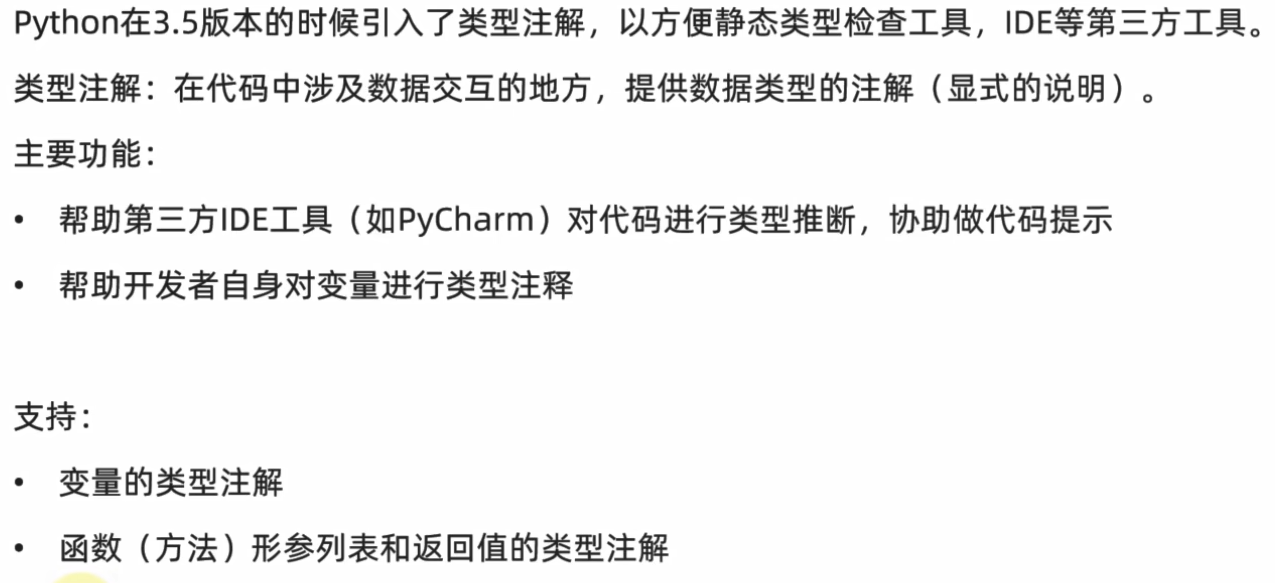 Python在3.5版本的时候引入了类型注解，以方便静态类型检查工具，IDE等第三方工具。
类型注解：在代码中涉及数据交互的地方，提供数据类型的注解（显式的说明）。
主要功能：
• 帮助第三方IDE工具（如PyCharm）对代码进行类型推断，协助做代码提示
• 帮助开发者自身对变量进行类型注释
支持：
• 变量的类型注解
• 函数（方法）形参列表和返回值的类型注解